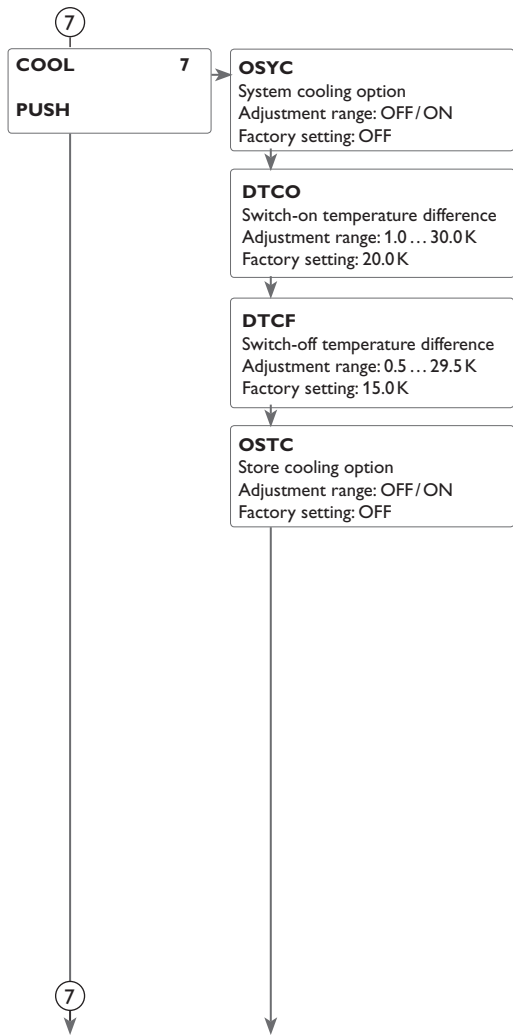 7
COOL 7
PUSH
OSYC
System cooling option
Adjustment range: OFF / ON
Factory setting: OFF
DTCO
Switch-on temperature difference
Adjustment range: 1.0 … 30.0 K
Factory setting: 20.0 K
DTCF
Switch-off temperature difference
Adjustment range: 0.5 … 29.5 K
Factory setting: 15.0 K
OSTC
Store cooling option
Adjustment range: OFF / ON
Factory setting: OFF
7